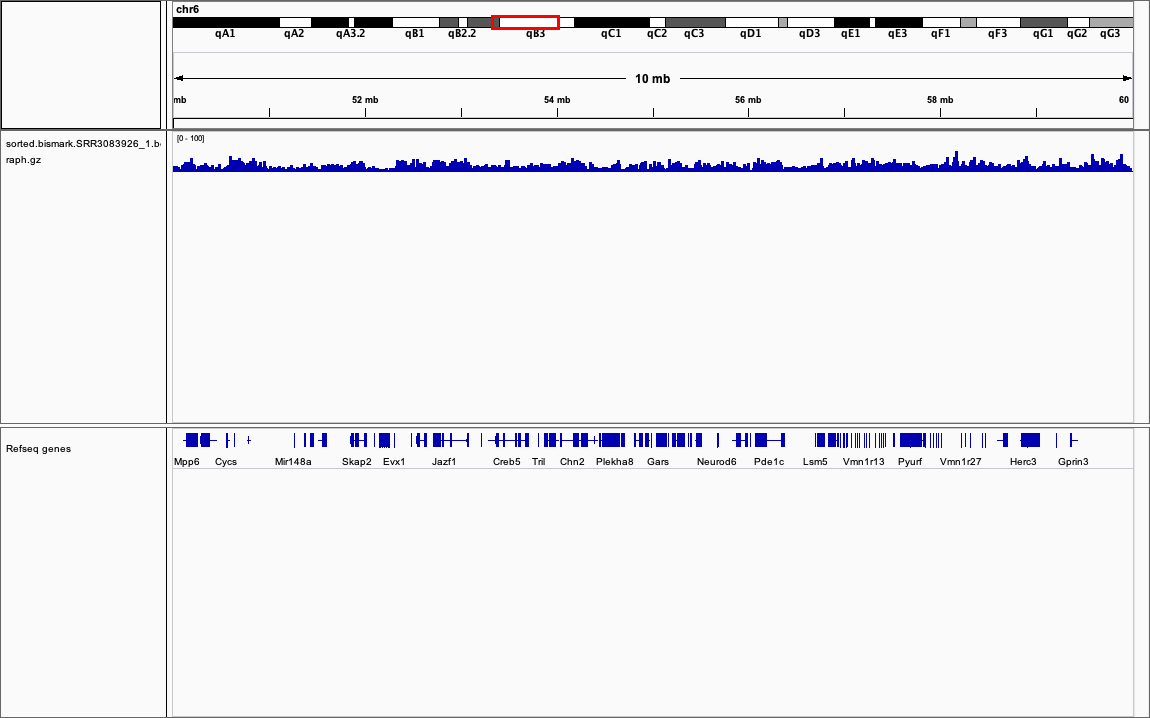 chr6
qA1 qA2 qA3.2 qB1 qB2.2 qB3 qC1 qC2 qC3 qD1 qD3 qE1 qE3 qF1 qF3 qG1 qG2 qG3
10 mb
mb 52 mb 54 mb 56 mb 58 mb 60
sorted.bismark.SRR3083926_1.be
raph.gz
[0 - 100]
Refseq genes
Mpp6 Cycs Mir148a Skap2 Evx1 Jazf1 Creb5 Tril Chn2 Plekha8 Gars Neurod6 Pde1c Lsm5 Vmn1r13 Pyurf Vmn1r27 Herc3 Gprin3